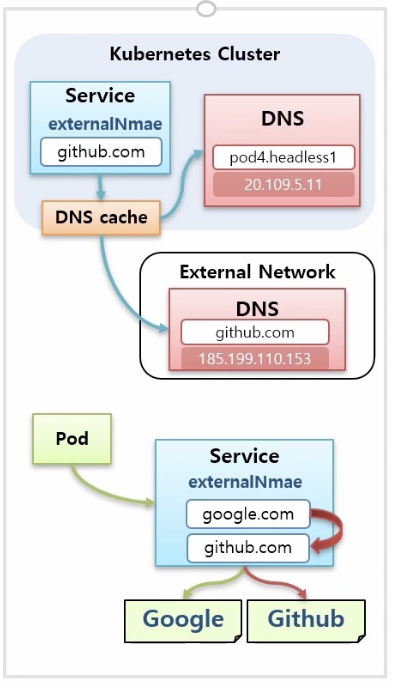 Kubernetes Cluster
Service
externalNmae
github.com
DNS
pod4.headless1
20.109.5.11
DNS cache
External Network
DNS
github.com
185.199.110.153
Pod
Service
externalNmae
google.com
github.com
Google
Github